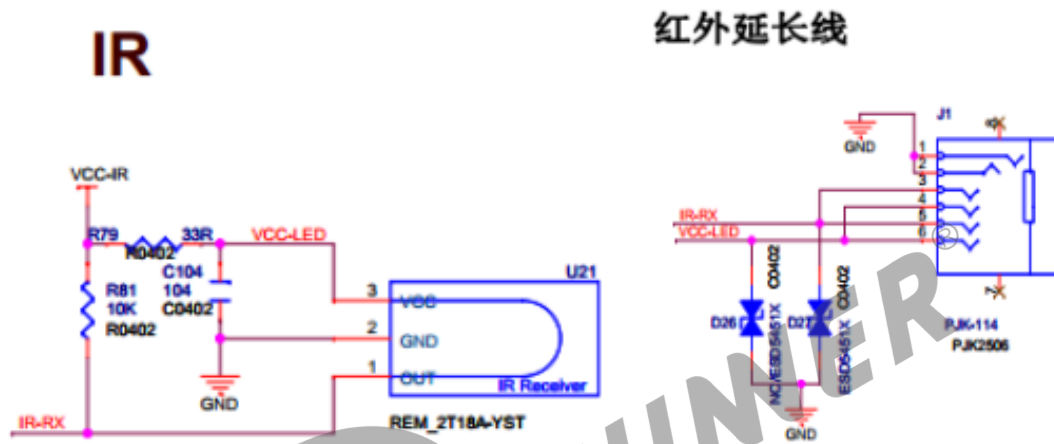 IR
红外延长线
VCC-IR
R79
33R
R0402
VCC-LED
C104
104
C0402
R81
10K
R0402
GND
IR-RX
U21
3
VCC
2
GND
1
OUT
IR Receiver
REM_2T18A-YST
J1
GND
8
1
2
3
4
5
6
7
IR-RX
VCC-LED
D26
NC/ESD5451X
C0402
D27
ESD5451X
C0402
GND
PJK-114
PJK2506